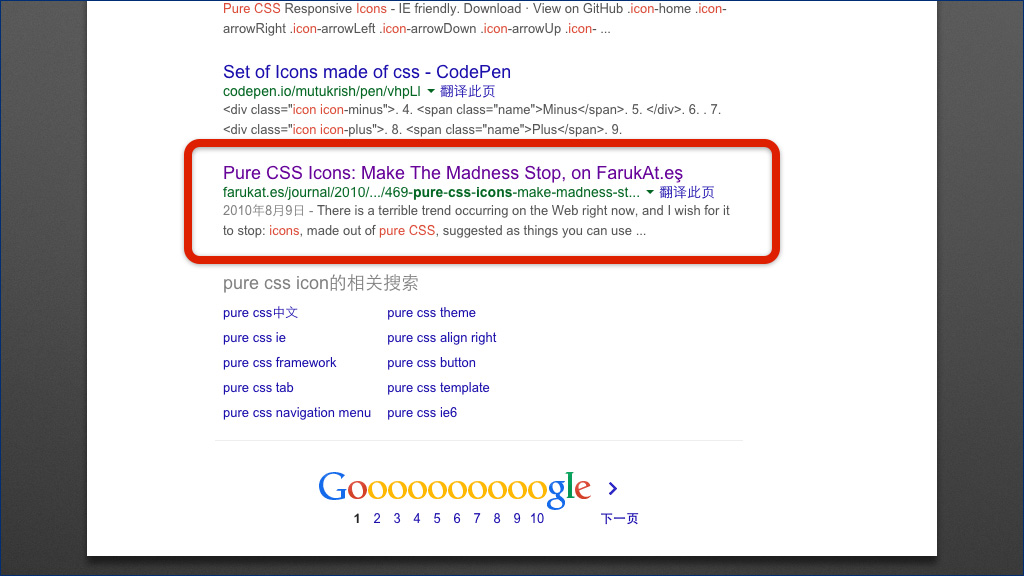 Pure CSS Responsive Icons - IE friendly. Download · View on GitHub .icon-home .icon-
arrowRight .icon-arrowLeft .icon-arrowDown .icon-arrowUp .icon- ...
Set of Icons made of css - CodePen
codepen.io/mutukrish/pen/vhpLl 翻译此页
<div class="icon icon-minus">. 4. <span class="name">Minus</span>. 5. </div>. 6. . 7.
<div class="icon icon-plus">. 8. <span class="name">Plus</span>. 9.
Pure CSS Icons: Make The Madness Stop, on FarukAt.eş
farukat.es/journal/2010/.../469-pure-css-icons-make-madness-st... 翻译此页
2010年8月9日 - There is a terrible trend occurring on the Web right now, and I wish for it
to stop: icons, made out of pure CSS, suggested as things you can use ...
pure css icon的相关搜索
pure css中文 pure css theme
pure css ie pure css align right
pure css framework pure css button
pure css tab pure css template
pure css navigation menu pure css ie6
Goooooooooogle >
1 2 3 4 5 6 7 8 9 10 下一页